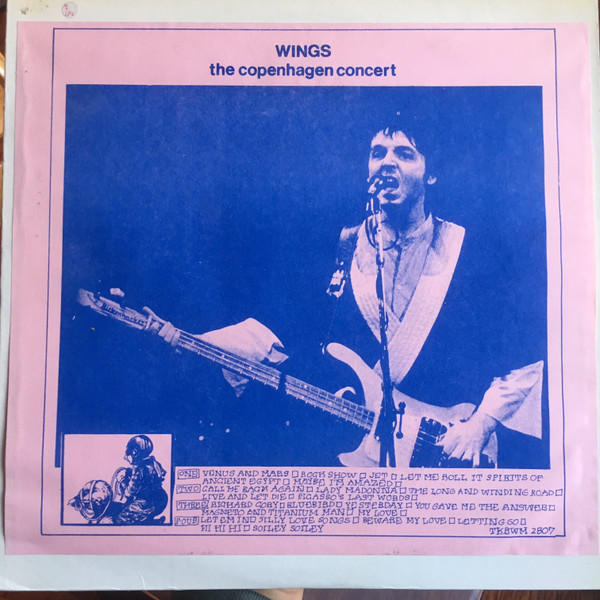 WINGS
the copenhagen concert
ONE VENUS AND MARS □ ROCK SHOW □ JET □ LET ME ROLL IT SPIRITS OF
ANCIENT EGYPT □ MAYBE I'M AMAZED □
TWO CALL ME BACK AGAIN □ LADY MADONNA □ THE LONG AND WINDING ROAD □
LIVE AND LET DIE □ PICASSO'S LAST WORDS □
THREE RICHARD CORY □ BLUEBIRD □ YESTERDAY □ YOU GAVE ME THE ANSWER □
MAGNETO AND TITANIUM MAN □ MY LOVE □
FOUR LET EM IN □ SILLY LOVE SONGS □ BEWARE MY LOVE □ LETTING GO □
HI HI HI □ SOILEY SOILEY
TKBWM 2807